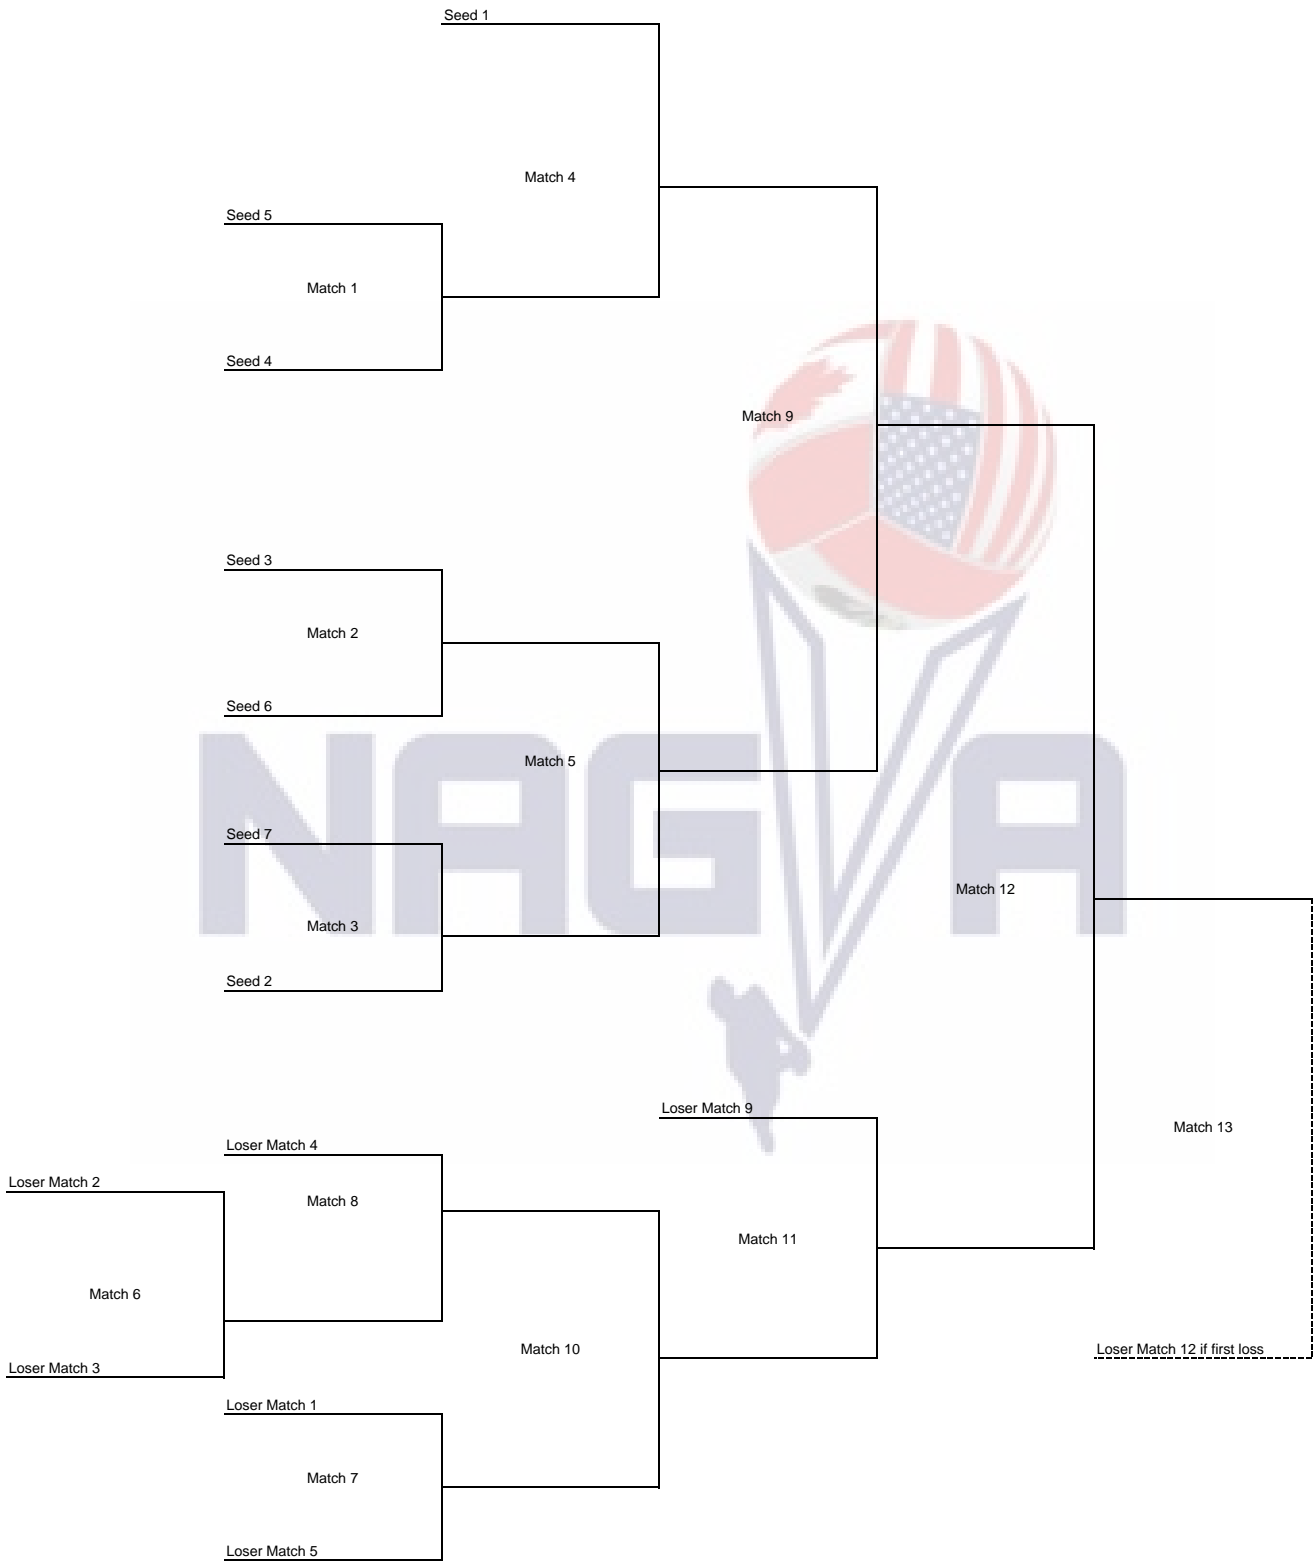 Seed 1
Match 4
Seed 5
Match 1
Seed 4
Match 9
Seed 3
Match 2
Seed 6
Match 5
Seed 7
Match 12
Match 3
Seed 2
NAGVA
Loser Match 9
Match 13
Loser Match 4
Loser Match 2
Match 8
Match 11
Match 6
Match 10
Loser Match 12 if first loss
Loser Match 3
Loser Match 1
Match 7
Loser Match 5